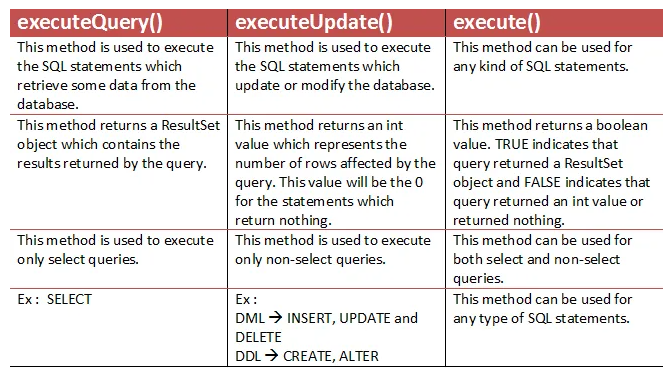 executeQuery() executeUpdate() execute()
This method is used to execute
the SQL statements which
retrieve some data from the
database.
This method is used to execute
the SQL statements which
update or modify the database.
This method can be used for
any kind of SQL statements.
This method returns a ResultSet
object which contains the
results returned by the query.
This method returns an int
value which represents the
number of rows affected by the
query. This value will be the 0
for the statements which
return nothing.
This method returns a boolean
value. TRUE indicates that
query returned a ResultSet
object and FALSE indicates that
query returned an int value or
returned nothing.
This method is used to execute
only select queries.
This method is used to execute
only non-select queries.
This method can be used for
both select and non-select
queries.
Ex : SELECT
Ex :
DML → INSERT, UPDATE and
DELETE
DDL → CREATE, ALTER
This method can be used for
any type of SQL statements.